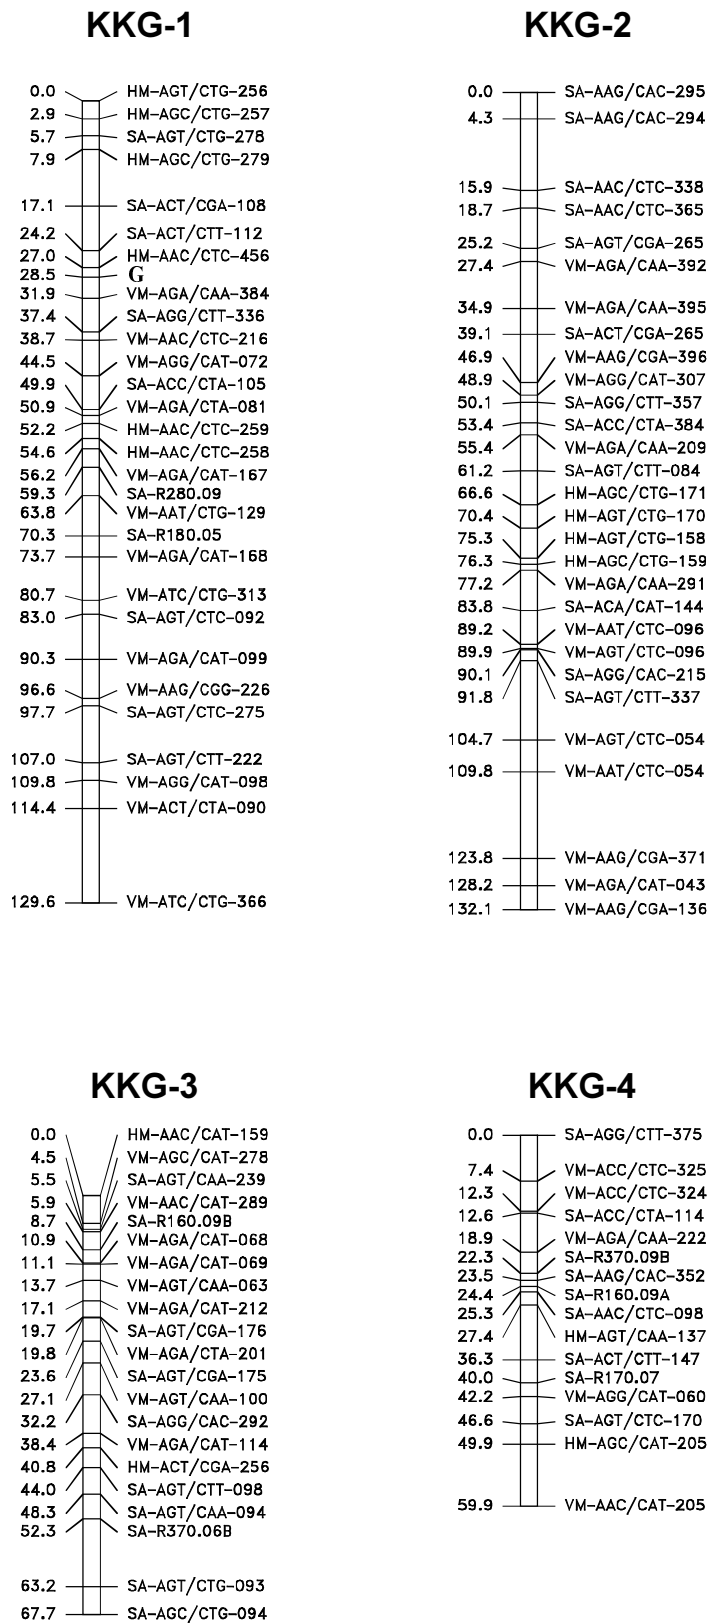 KKG-1
0.0 HM-AGT/CTG-256
2.9 HM-AGC/CTG-257
5.7 SA-AGT/CTG-278
7.9 HM-AGC/CTG-279
17.1 SA-ACT/CGA-108
24.2 SA-ACT/CTT-112
27.0 HM-AAC/CTC-456
28.5 G
31.9 VM-AGA/CAA-384
37.4 SA-AGG/CTT-336
38.7 VM-AAC/CTC-216
44.5 VM-AGG/CAT-072
49.9 SA-ACC/CTA-105
50.9 VM-AGA/CTA-081
52.2 HM-AAC/CTC-259
54.6 HM-AAC/CTC-258
56.2 VM-AGA/CAT-167
59.3 SA-R280.09
63.8 VM-AAT/CTG-129
70.3 SA-R180.05
73.7 VM-AGA/CAT-168
80.7 VM-ATC/CTG-313
83.0 SA-AGT/CTC-092
90.3 VM-AGA/CAT-099
96.6 VM-AAG/CGG-226
97.7 SA-AGT/CTC-275
107.0 SA-AGT/CTT-222
109.8 VM-AGG/CAT-098
114.4 VM-ACT/CTA-090
129.6 VM-ATC/CTG-366
KKG-2
0.0 SA-AAG/CAC-295
4.3 SA-AAG/CAC-294
15.9 SA-AAC/CTC-338
18.7 SA-AAC/CTC-365
25.2 SA-AGT/CGA-265
27.4 VM-AGA/CAA-392
34.9 VM-AGA/CAA-395
39.1 SA-ACT/CGA-265
46.9 VM-AAG/CGA-396
48.9 VM-AGG/CAT-307
50.1 SA-AGG/CTT-357
53.4 SA-ACC/CTA-384
55.4 VM-AGA/CAA-209
61.2 SA-AGT/CTT-084
66.6 HM-AGC/CTG-171
70.4 HM-AGT/CTG-170
75.3 HM-AGT/CTG-158
76.3 HM-AGC/CTG-159
77.2 VM-AGA/CAA-291
83.8 SA-ACA/CAT-144
89.2 VM-AAT/CTC-096
89.9 VM-AGT/CTC-096
90.1 SA-AGG/CAC-215
91.8 SA-AGT/CTT-337
104.7 VM-AGT/CTC-054
109.8 VM-AAT/CTC-054
123.8 VM-AAG/CGA-371
128.2 VM-AGA/CAT-043
132.1 VM-AAG/CGA-136
KKG-3
0.0 HM-AAC/CAT-159
4.5 VM-AGC/CAT-278
5.5 SA-AGT/CAA-239
5.9 VM-AAC/CAT-289
8.7 SA-R160.09B
10.9 VM-AGA/CAT-068
11.1 VM-AGA/CAT-069
13.7 VM-AGT/CAA-063
17.1 VM-AGA/CAT-212
19.7 SA-AGT/CGA-176
19.8 VM-AGA/CTA-201
23.6 SA-AGT/CGA-175
27.1 VM-AGT/CAA-100
32.2 SA-AGG/CAC-292
38.4 VM-AGA/CAT-114
40.8 HM-ACT/CGA-256
44.0 SA-AGT/CTT-098
48.3 SA-AGT/CAA-094
52.3 SA-R370.06B
63.2 SA-AGT/CTG-093
67.7 SA-AGC/CTG-094
KKG-4
0.0 SA-AGG/CTT-375
7.4 VM-ACC/CTC-325
12.3 VM-ACC/CTC-324
12.6 SA-ACC/CTA-114
18.9 VM-AGA/CAA-222
22.3 SA-R370.09B
23.5 SA-AAG/CAC-352
24.4 SA-R160.09A
25.3 SA-AAC/CTC-098
27.4 HM-AGT/CAA-137
36.3 SA-ACT/CTT-147
40.0 SA-R170.07
42.2 VM-AGG/CAT-060
46.6 SA-AGT/CTC-170
49.9 HM-AGC/CAT-205
59.9 VM-AAC/CAT-205